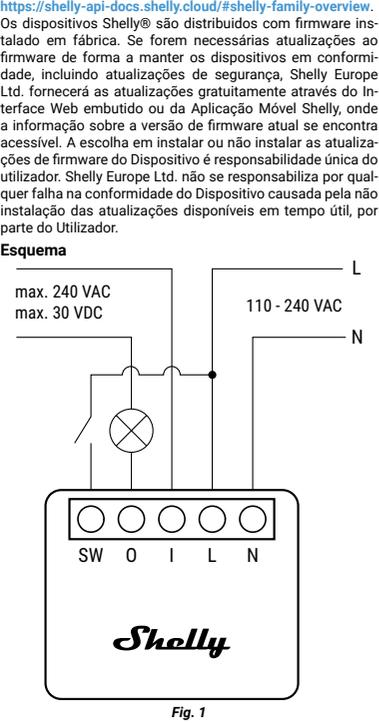 https://shelly-api-docs.shelly.cloud/#shelly-family-overview.
Os dispositivos Shelly® são distribuidos com firmware ins-
talado em fábrica. Se forem necessárias atualizações ao
firmware de forma a manter os dispositivos em conformi-
dade, incluindo atualizações de segurança, Shelly Europe
Ltd. fornecerá as atualizações gratuitamente através do In-
terface Web embutido ou da Aplicação Móvel Shelly, onde
a informação sobre a versão de firmware atual se encontra
acessível. A escolha em instalar ou não instalar as atualiza-
ções de firmware do Dispositivo é responsabilidade única do
utilizador. Shelly Europe Ltd. não se responsabiliza por qual-
quer falha na conformidade do Dispositivo causada pela não
instalação das atualizações disponíveis em tempo útil, por
parte do Utilizador.
Esquema
L
max. 240 VAC
max. 30 VDC
110 - 240 VAC
N
SW O I L N
Shelly
Fig. 1